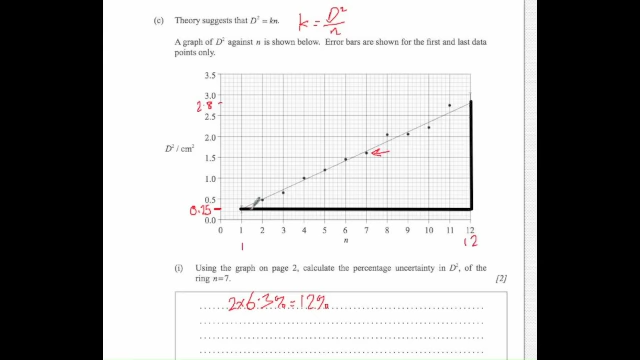 (c) Theory suggests that D² = kn. k = D²/n
A graph of D² against n is shown below. Error bars are shown for the first and last data
points only.
3.5
3.0
2.8
2.5
2.0
D² / cm²
1.5
1.0
0.5
0.25
0.0
0 1 2 3 4 5 6 7 8 9 10 11 12
1 n 12
(i) Using the graph on page 2, calculate the percentage uncertainty in D², of the
ring n=7. [2]
2×6.3% = 12%